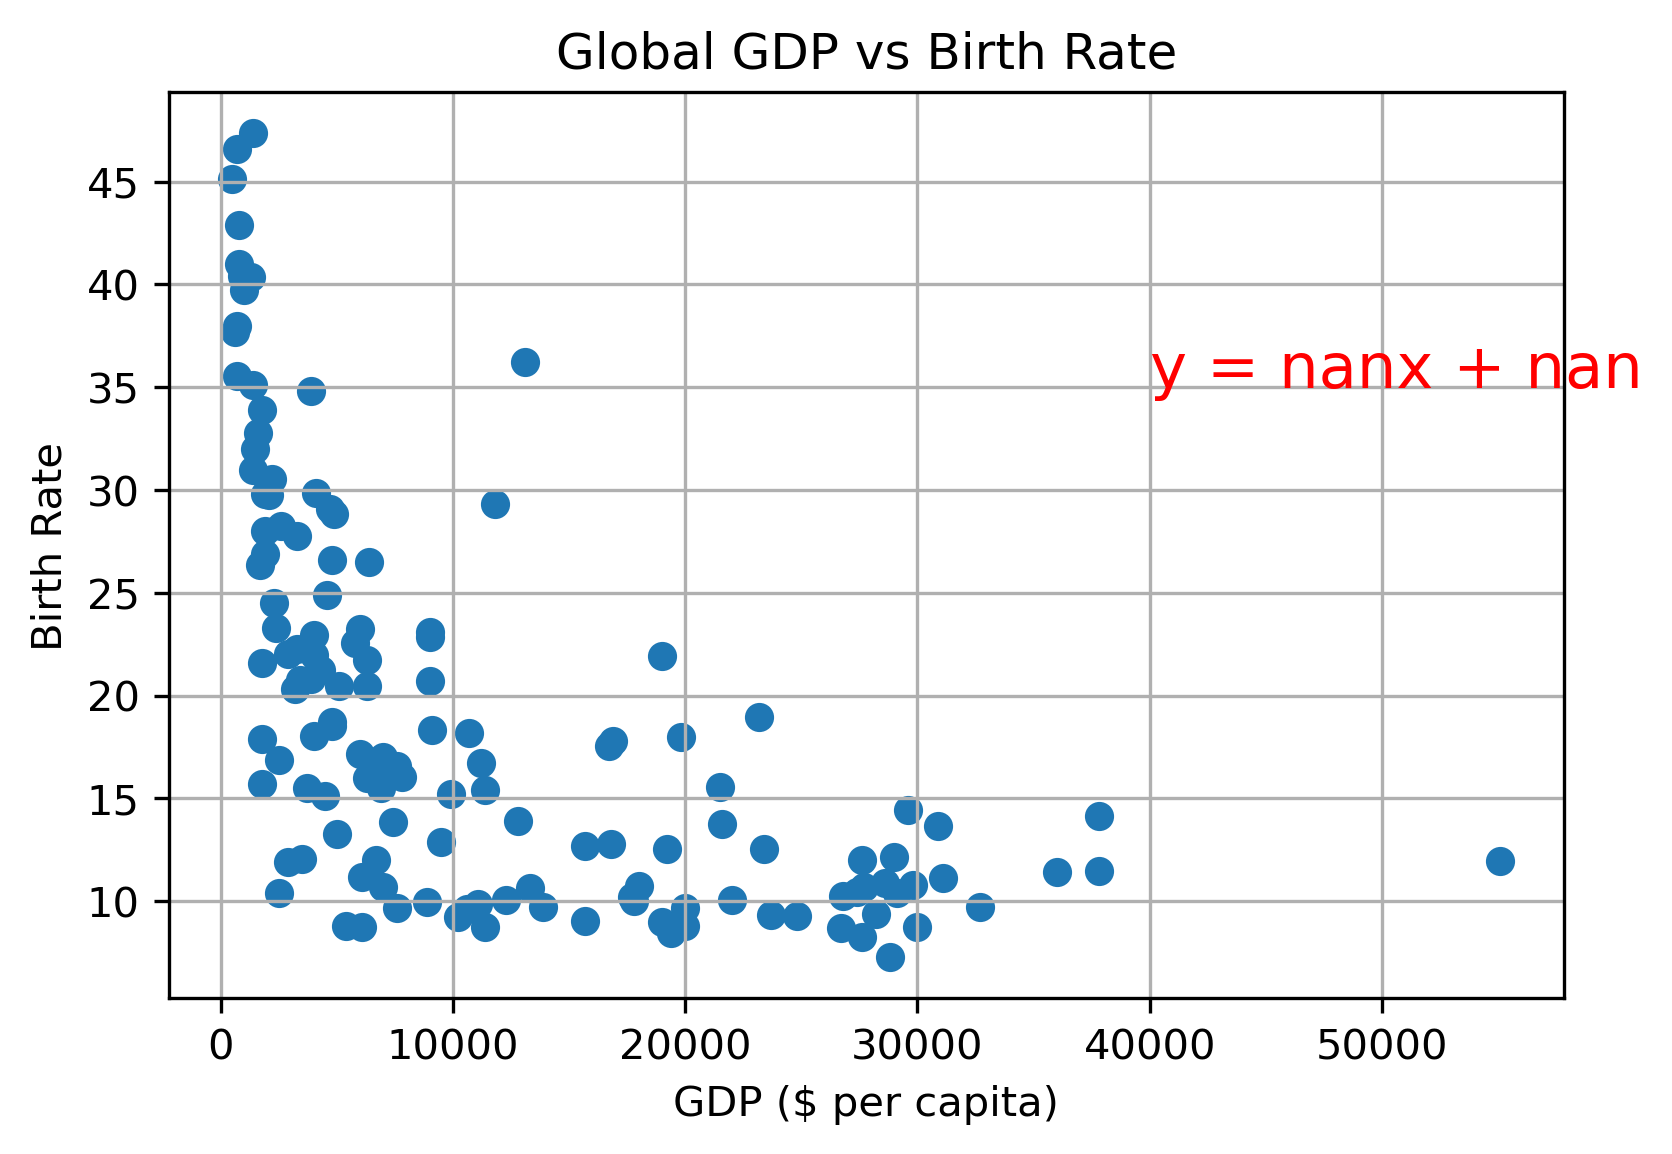 Global GDP vs Birth Rate
45
40
y = nanx + nan
35
30
Birth Rate
25
20
15
10
0 10000 20000 30000 40000 50000
GDP ($ per capita)